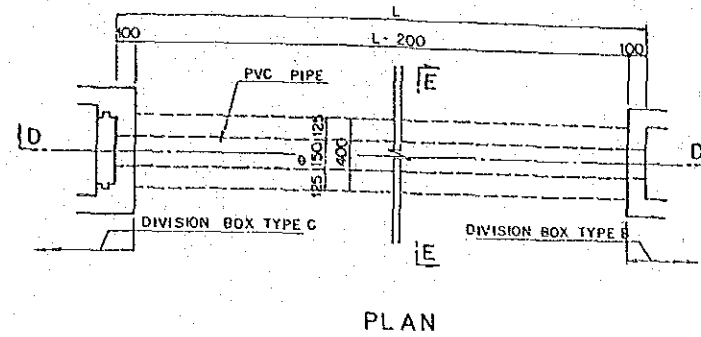 L
100
L- 200
100
PVC PIPE
E
D
125
150
125
400
D
DIVISION BOX TYPE C
DIVISION BOX TYPE B
E
PLAN